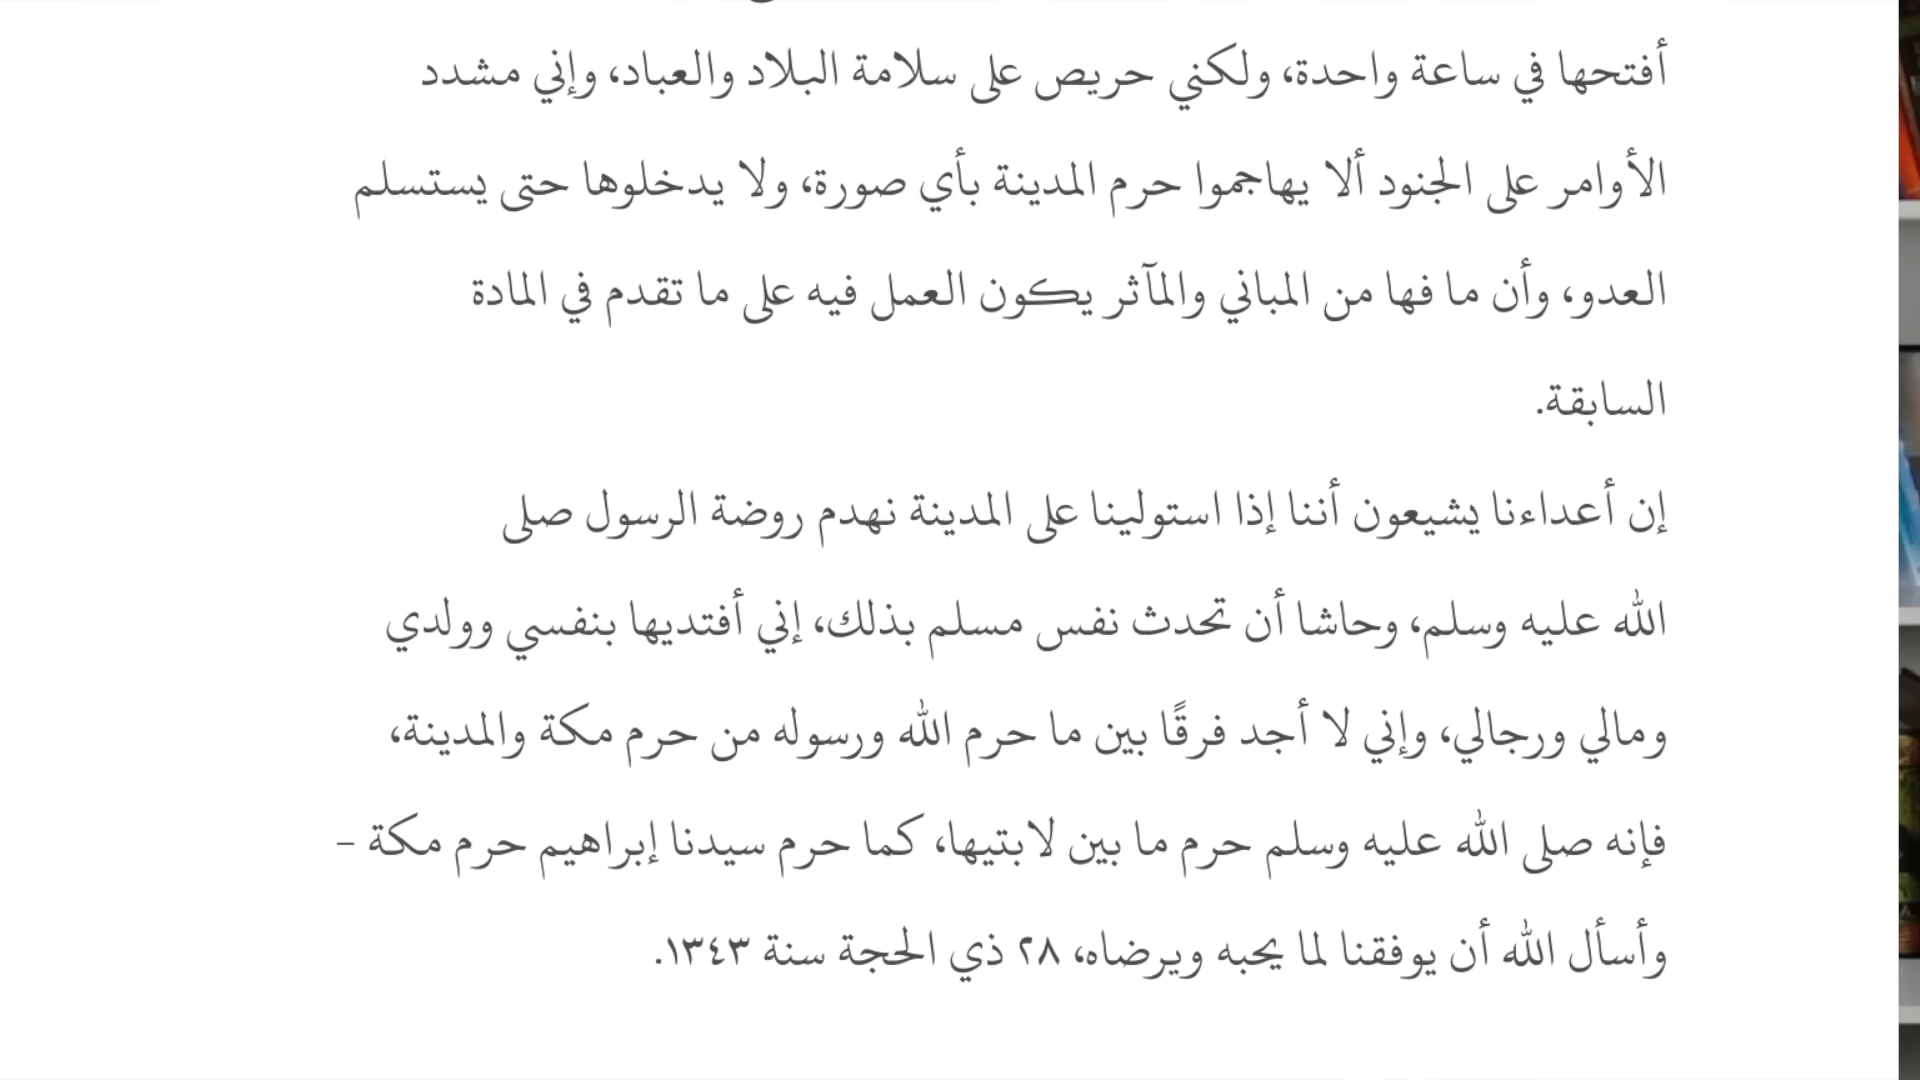 أفتحها في ساعة واحدة، ولكني حريص على سلامة البلاد والعباد، وإني مشدد
الأوامر على الجنود ألا يهاجموا حرم المدينة بأي صورة، ولا يدخلوها حتى يستسلم
العدو، وأن ما فها من المباني والمآثر يكون العمل فيه على ما تقدم في المادة
السابقة.
إن أعداءنا يشيعون أننا إذا استولينا على المدينة نهدم روضة الرسول صلى
الله عليه وسلم، وحاشا أن تحدث نفس مسلم بذلك، إني أفتديها بنفسي وولدي
ومالي ورجالي، وإني لا أجد فرقًا بين ما حرم الله ورسوله من حرم مكة والمدينة،
فإنه صلى الله عليه وسلم حرم ما بين لابتيها، كما حرم سيدنا إبراهيم حرم مكة –
وأسأل الله أن يوفقنا لما يحبه ويرضاه، ٢٨ ذي الحجة سنة ١٣٤٣.